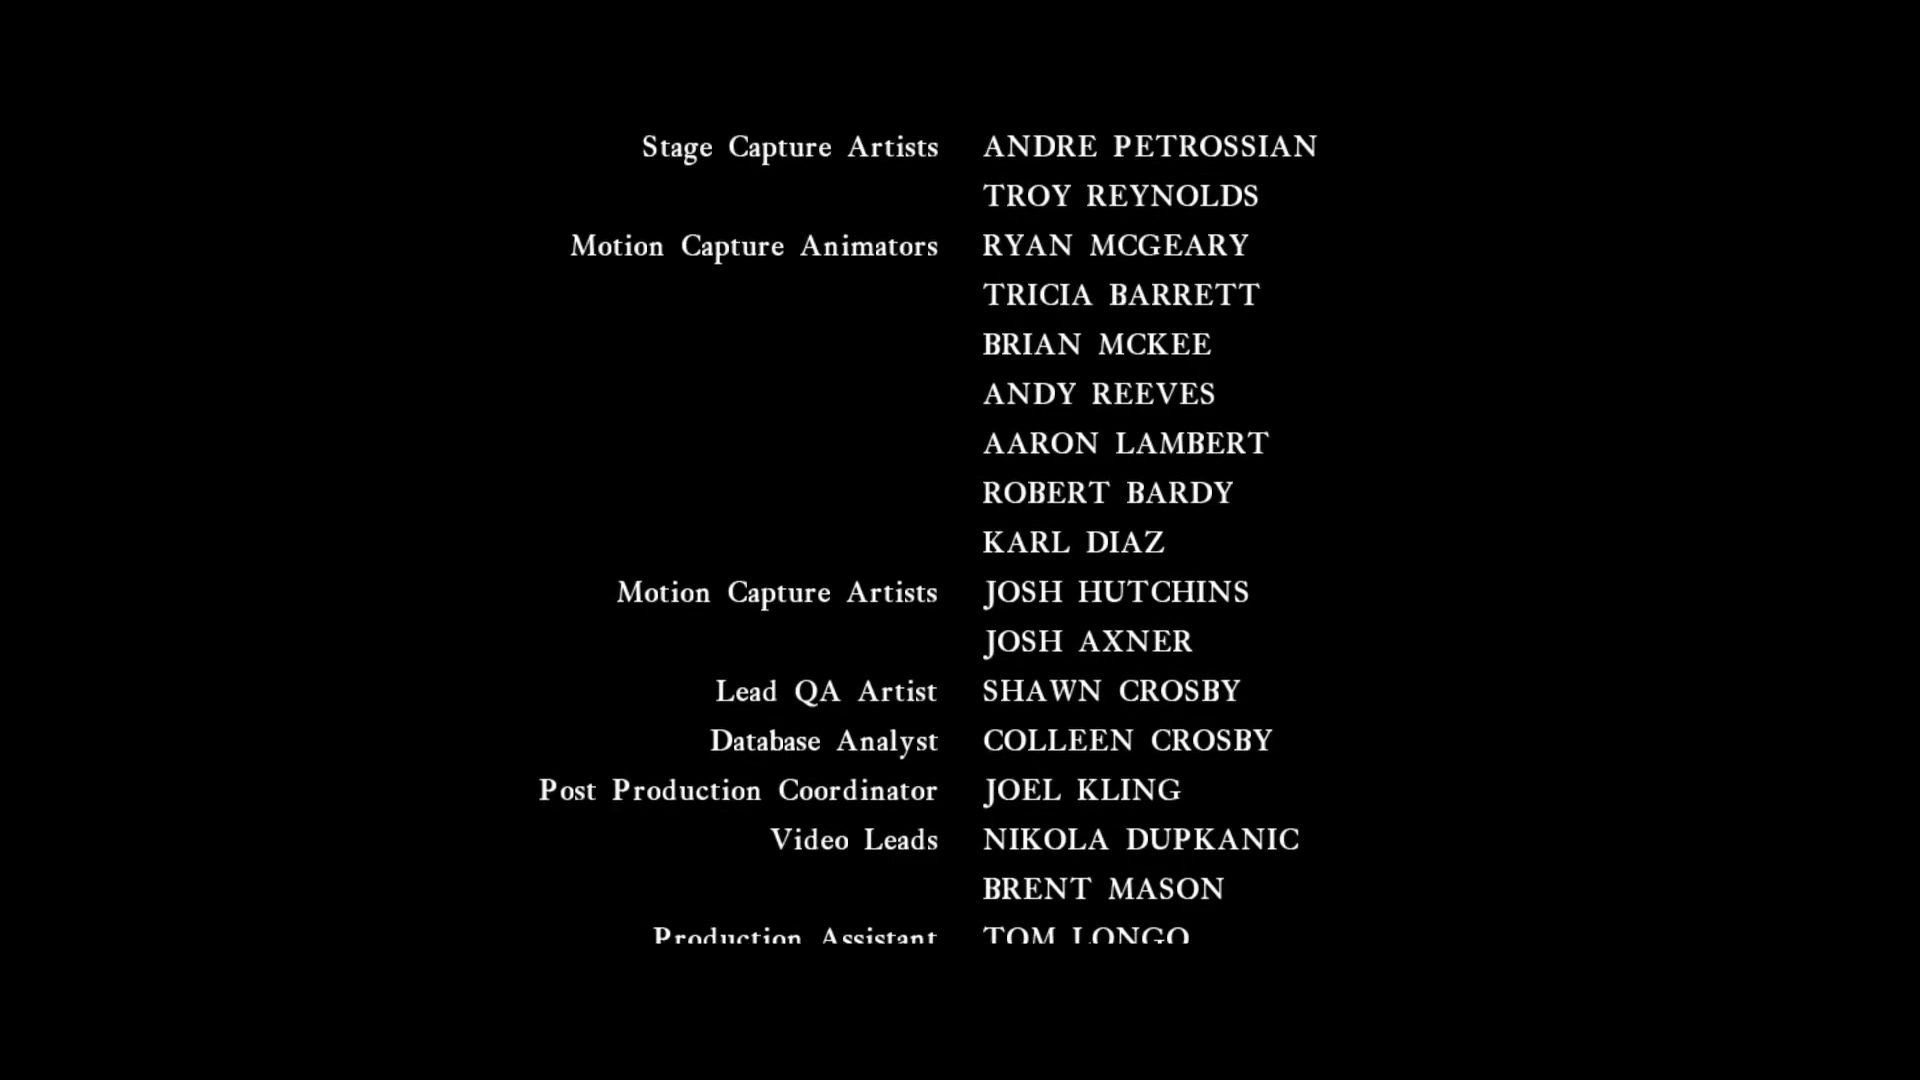 Stage Capture Artists ANDRE PETROSSIAN
TROY REYNOLDS
Motion Capture Animators RYAN MCGEARY
TRICIA BARRETT
BRIAN MCKEE
ANDY REEVES
AARON LAMBERT
ROBERT BARDY
KARL DIAZ
Motion Capture Artists JOSH HUTCHINS
JOSH AXNER
Lead QA Artist SHAWN CROSBY
Database Analyst COLLEEN CROSBY
Post Production Coordinator JOEL KLING
Video Leads NIKOLA DUPKANIC
BRENT MASON
Production Assistant TOM LONGO